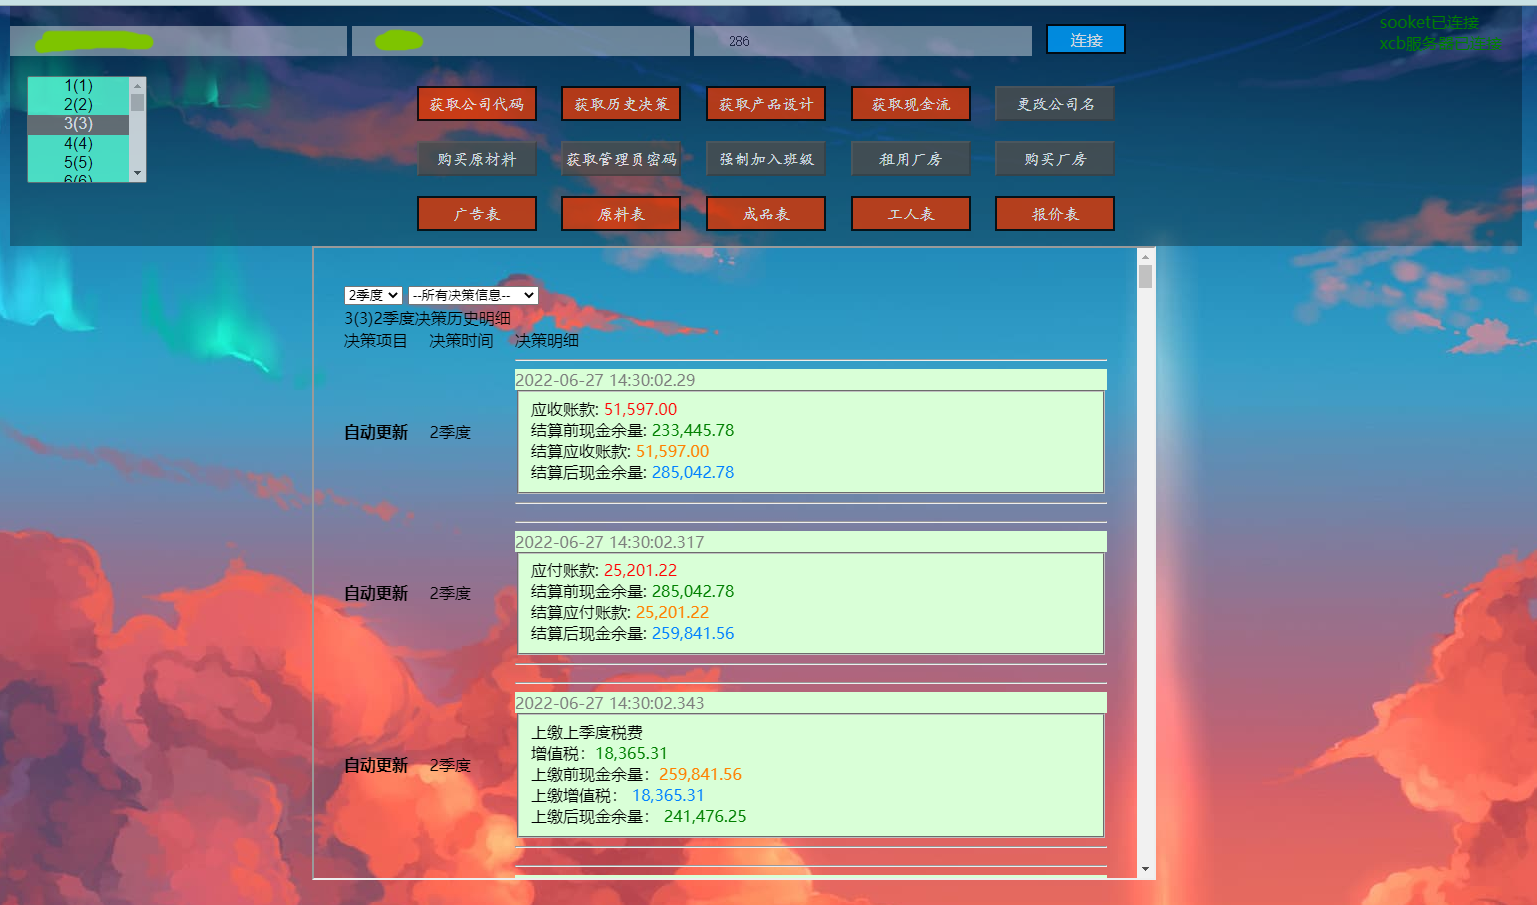 sooket已连接
286
连接
xcb服务器已连接
1(1)
2(2)
3(3)
4(4)
5(5)
6(6)
获取公司代码 获取历史决策 获取产品设计 获取现金流 更改公司名
购买原材料 获取管理员密码 强制加入班级 租用厂房 购买厂房
广告表 原料表 成品表 工人表 报价表
2季度 --所有决策信息--
3(3)2季度决策历史明细
决策项目 决策时间 决策明细
2022-06-27 14:30:02.29
自动更新 2季度
应收账款: 51,597.00
结算前现金余量: 233,445.78
结算应收账款: 51,597.00
结算后现金余量: 285,042.78
2022-06-27 14:30:02.317
自动更新 2季度
应付账款: 25,201.22
结算前现金余量: 285,042.78
结算应付账款: 25,201.22
结算后现金余量: 259,841.56
2022-06-27 14:30:02.343
自动更新 2季度
上缴上季度税费
增值税：18,365.31
上缴前现金余量：259,841.56
上缴增值税： 18,365.31
上缴后现金余量： 241,476.25